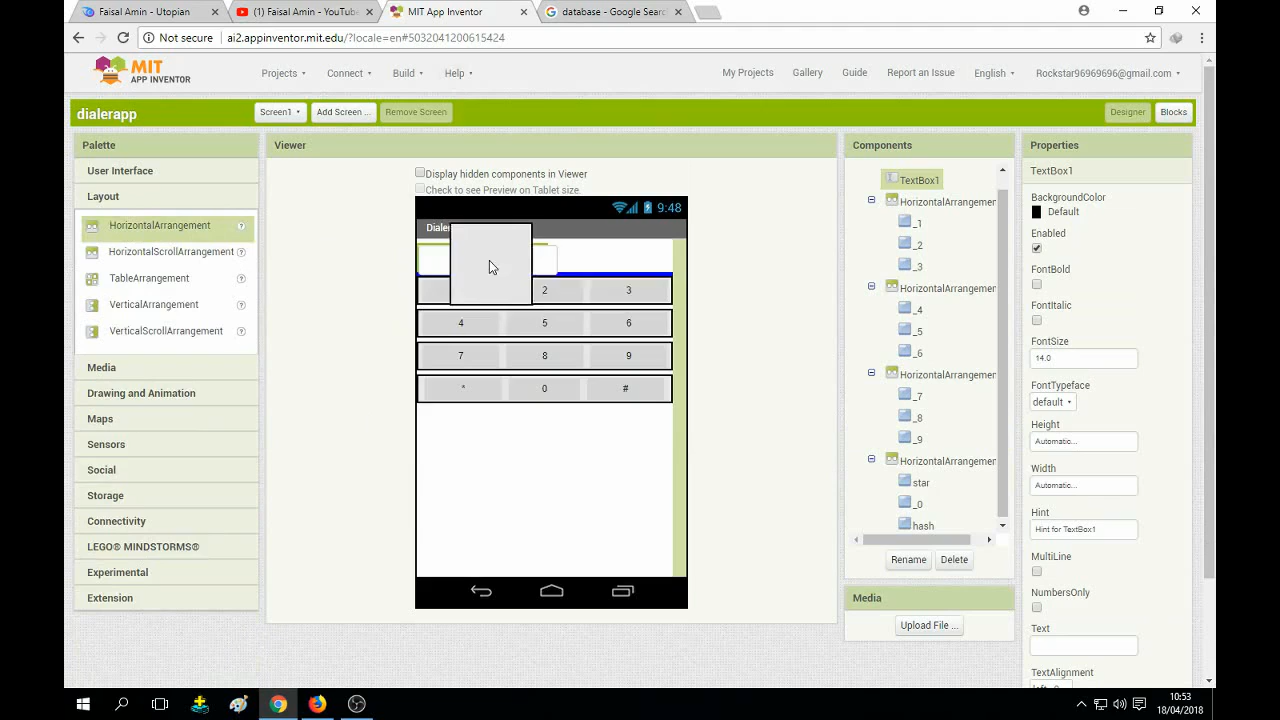 Faisal Amin - Utopian
(1) Faisal Amin - YouTube
MIT App Inventor
database - Google Search
Not secure ai2.appinventor.mit.edu/?locale=en#5032041200615424
MIT
APP INVENTOR
Projects Connect Build Help
My Projects Gallery Guide Report an Issue English Rockstar96969696@gmail.com
dialerapp
Screen1 Add Screen ... Remove Screen
Designer Blocks
Palette
User Interface
Layout
HorizontalArrangement
HorizontalScrollArrangement
TableArrangement
VerticalArrangement
VerticalScrollArrangement
Media
Drawing and Animation
Maps
Sensors
Social
Storage
Connectivity
LEGO® MINDSTORMS®
Experimental
Extension
Viewer
Display hidden components in Viewer
Check to see Preview on Tablet size.
9:48
Dialer
2 3
4 5 6
7 8 9
* 0 #
Components
TextBox1
HorizontalArrangemen
_1
_2
_3
HorizontalArrangemen
_4
_5
_6
HorizontalArrangemen
_7
_8
_9
HorizontalArrangemen
star
_0
hash
Rename Delete
Media
Upload File ...
Properties
TextBox1
BackgroundColor
Default
Enabled
FontBold
FontItalic
FontSize
14.0
FontTypeface
default
Height
Automatic...
Width
Automatic...
Hint
Hint for TextBox1
MultiLine
NumbersOnly
Text
TextAlignment
10:53
18/04/2018